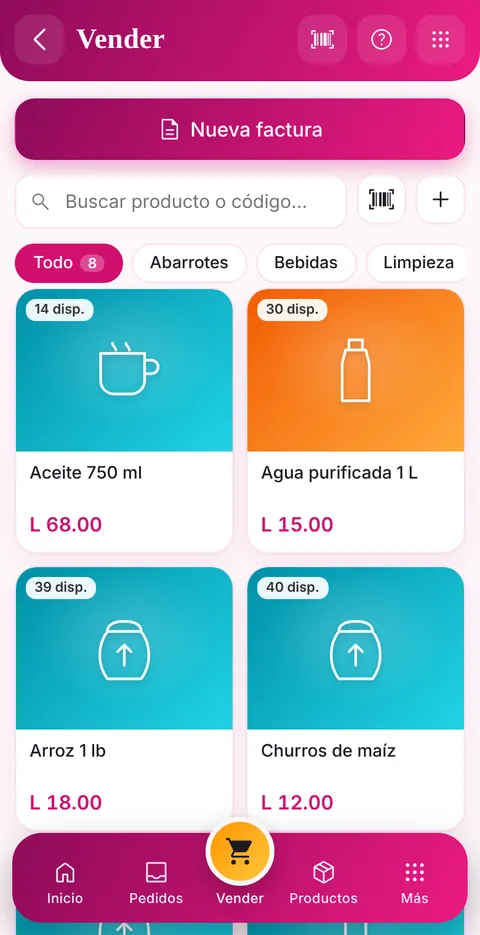 Vender
Nueva factura
Buscar producto o código...
Todo 8 Abarrotes Bebidas Limpieza
14 disp. 30 disp.
Aceite 750 ml Agua purificada 1 L
L 68.00 L 15.00
39 disp. 40 disp.
Arroz 1 lb Churros de maíz
L 18.00 L 12.00
Inicio Pedidos Vender Productos Más